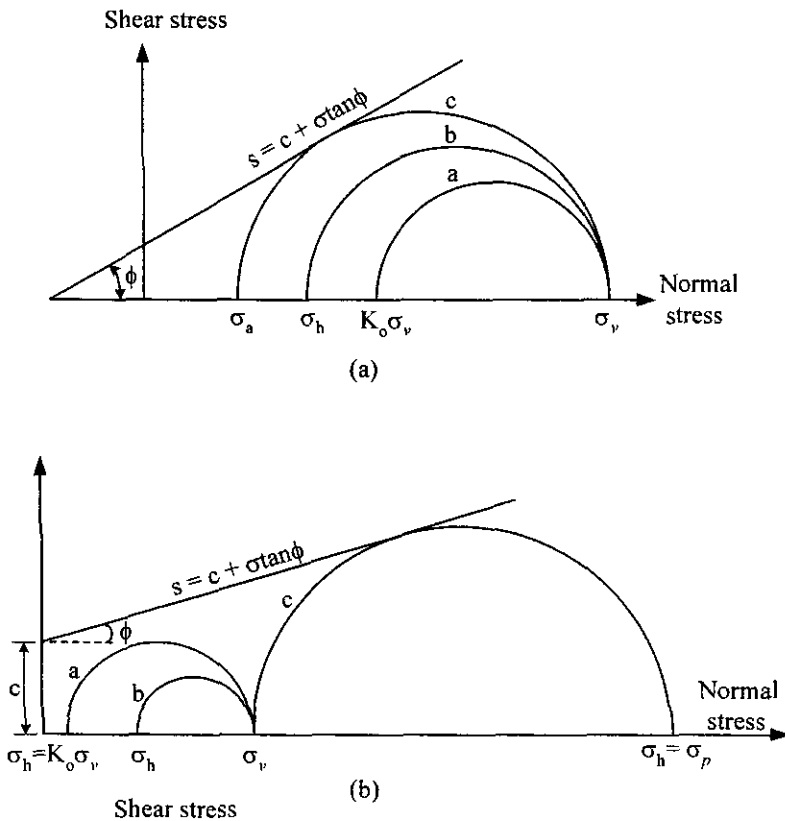 Shear stress
s = c + σtanϕ
c
b
a
ϕ
Normal
stress
σₐ
σₕ
Kₒσᵥ
σᵥ
(a)
s = c + σtanϕ
c
ϕ
a
b
c
Normal
stress
σₕ=Kₒσᵥ
σₕ
σᵥ
σₕ= σₚ
(b)
Shear stress